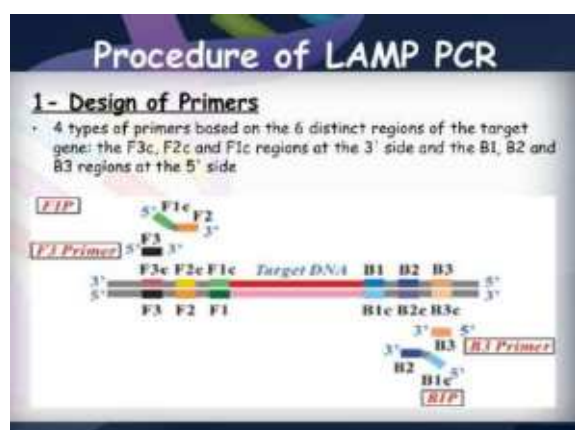 Procedure of LAMP PCR
1- Design of Primers
• 4 types of primers based on the 6 distinct regions of the target
gene: the F3c, F2c and F1c regions at the 3' side and the B1, B2 and
B3 regions at the 5' side
FIP
5' F1c F2 3'
F3 Primer 5' F3 3'
F3c F2c F1c Target DNA B1 B2 B3
3' 5'
5' 3'
F3 F2 F1 B1c B2c B3c
3' 5'
B3 B3 Primer
3'
B2
B1c 5'
BIP